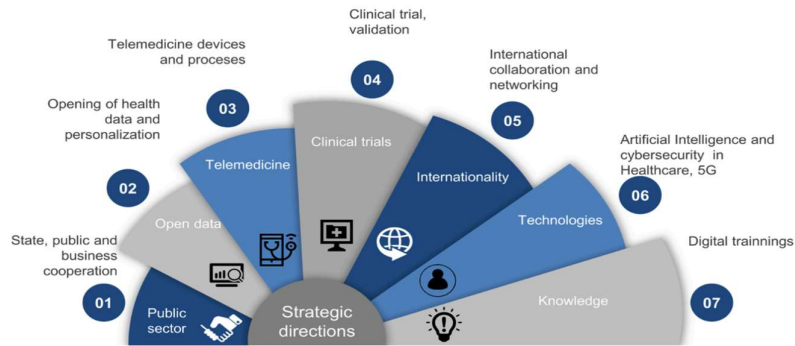 State, public and
business
cooperation
01
Public
sector
Opening of health
data and
personalization
02
Open data
Telemedicine devices
and proceses
03
Telemedicine
Clinical trial,
validation
04
Clinical trials
International
collaboration and
networking
05
Internationality
Artificial Intelligence and
cybersecurity in
Healthcare, 5G
06
Technologies
Digital trainnings
07
Knowledge
Strategic
directions